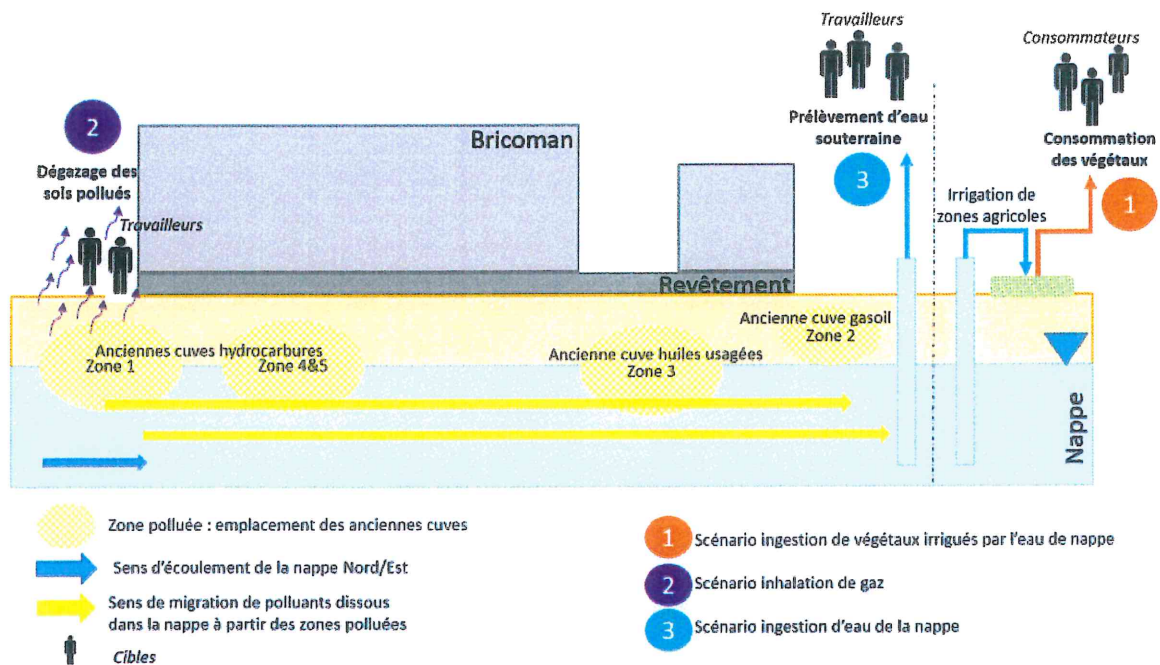 Travailleurs
Consommateurs
2
Dégazage des
sols pollués
Travailleurs
Bricoman
Revêtement
Prélèvement d'eau
souterraine
3
Consommation
des végétaux
1
Irrigation de
zones agricoles
Anciennes cuves hydrocarbures
Zone 1
Zone 4&5
Ancienne cuve huiles usagées
Zone 3
Ancienne cuve gasoil
Zone 2
Nappe
Zone polluée : emplacement des anciennes cuves
Sens d'écoulement de la nappe Nord/Est
Sens de migration de polluants dissous
dans la nappe à partir des zones polluées
Cibles
1 Scénario ingestion de végétaux irrigués par l'eau de nappe
2 Scénario inhalation de gaz
3 Scénario ingestion d'eau de la nappe